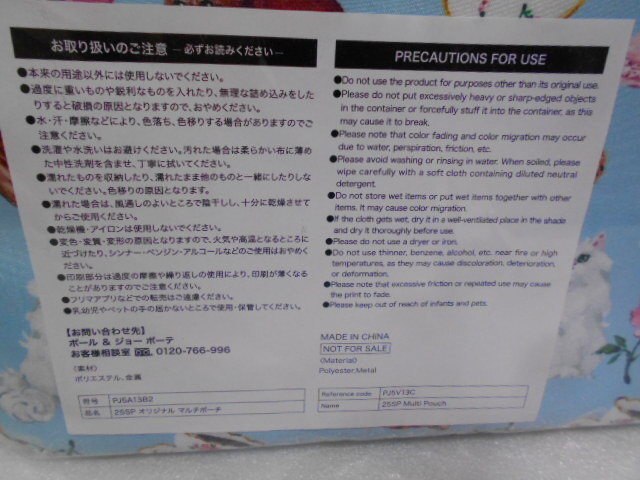 お取り扱いのご注意 ―必ずお読みください―
●本来の用途以外には使用しないでください。
●過度に重いものや鋭利なものを入れたり、無理な詰め込みをした
りすると破損の原因となりますので、おやめください。
●水・汗・摩擦などにより、色落ち、色移りする場合がありますのでご
注意ください。
●洗濯や水洗いはお避けください。汚れた場合は柔らかい布に薄め
た中性洗剤を含ませ、丁寧に拭いてください。
●濡れたものを収納したり、濡れたまま他のものと一緒にしたりしな
いでください。色移りの原因となります。
●濡れた場合は、風通しのよいところで陰干しし、十分に乾燥させて
からご使用ください。
●乾燥機・アイロンは使用しないでください。
●変色・変質・変形の原因となりますので、火気や高温となるところに
近づけたり、シンナー・ベンジン・アルコールなどのご使用はおやめく
ださい。
●印刷部分は過度の摩擦や繰り返しの使用により、印刷が薄くなる
ことがありますのでご注意ください。
●フリマアプリなどでの転売はご遠慮ください。
●乳幼児やペットの手の届かないところで使用・保管してください。
【お問い合わせ先】
ポール & ジョー ボーテ
お客様相談室 0120-766-996
〈素材〉
ポリエステル、金属
番号 PJ5A13B2
品名 25SP オリジナル マルチポーチ
PRECAUTIONS FOR USE
●Do not use the product for purposes other than its original use.
●Please do not put excessively heavy or sharp-edged objects
in the container or forcefully stuff it into the container, as this
may cause it to break.
●Please note that color fading and color migration may occur
due to water, perspiration, friction, etc.
●Please avoid washing or rinsing in water. When soiled, please
wipe carefully with a soft cloth containing diluted neutral
detergent.
●Do not store wet items or put wet items together with other
items. It may cause color migration.
●If the cloth gets wet, dry it in a well-ventilated place in the shade
and dry it thoroughly before use.
●Please do not use a dryer or iron.
●Do not use thinner, benzene, alcohol, etc. near fire or high
temperatures, as they may cause discoloration, deterioration,
or deformation.
●Please note that excessive friction or repeated use may cause
the print to fade.
●Please keep out of reach of infants and pets.
MADE IN CHINA
NOT FOR SALE
〈Material〉
Polyester,Metal
Reference code PJ5V13C
Name 25SP Multi Pouch